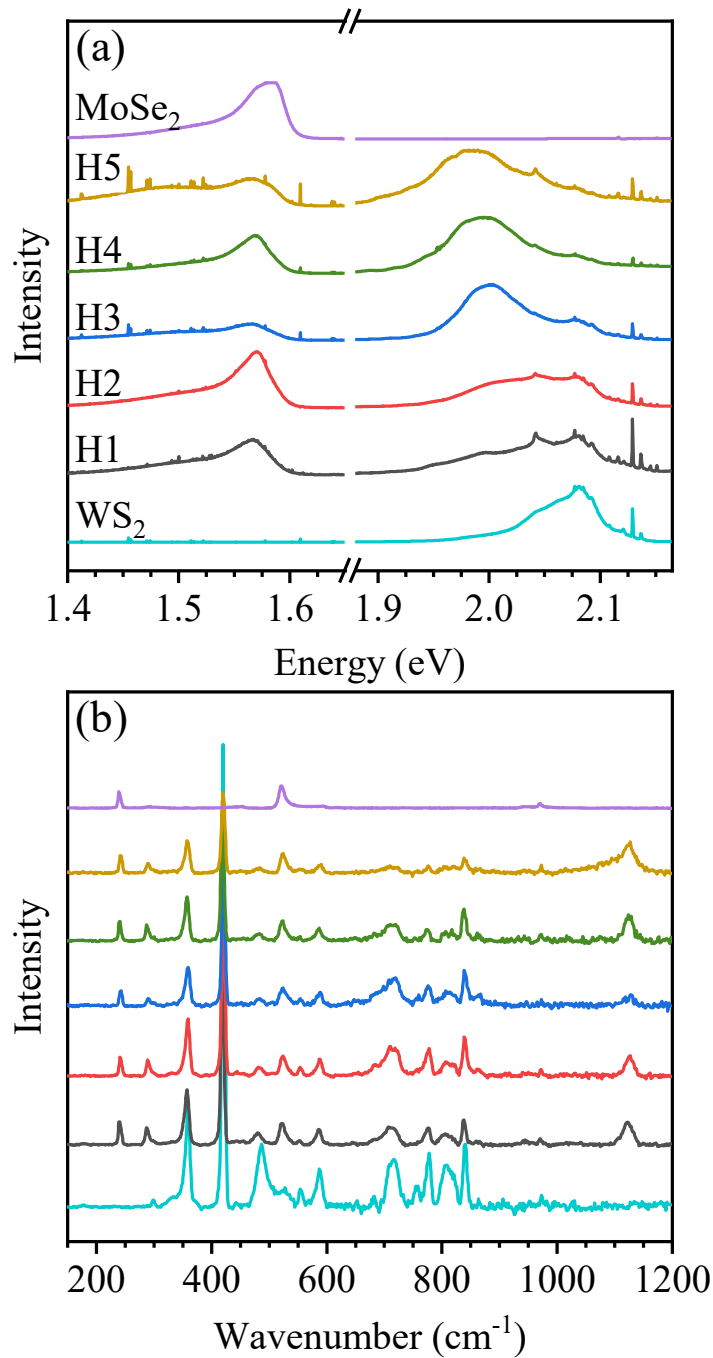 (a)
MoSe₂
H5
H4
H3
H2
H1
WS₂
Intensity
1.4 1.5 1.6 1.9 2.0 2.1
Energy (eV)
(b)
Intensity
200 400 600 800 1000 1200
Wavenumber (cm⁻¹)